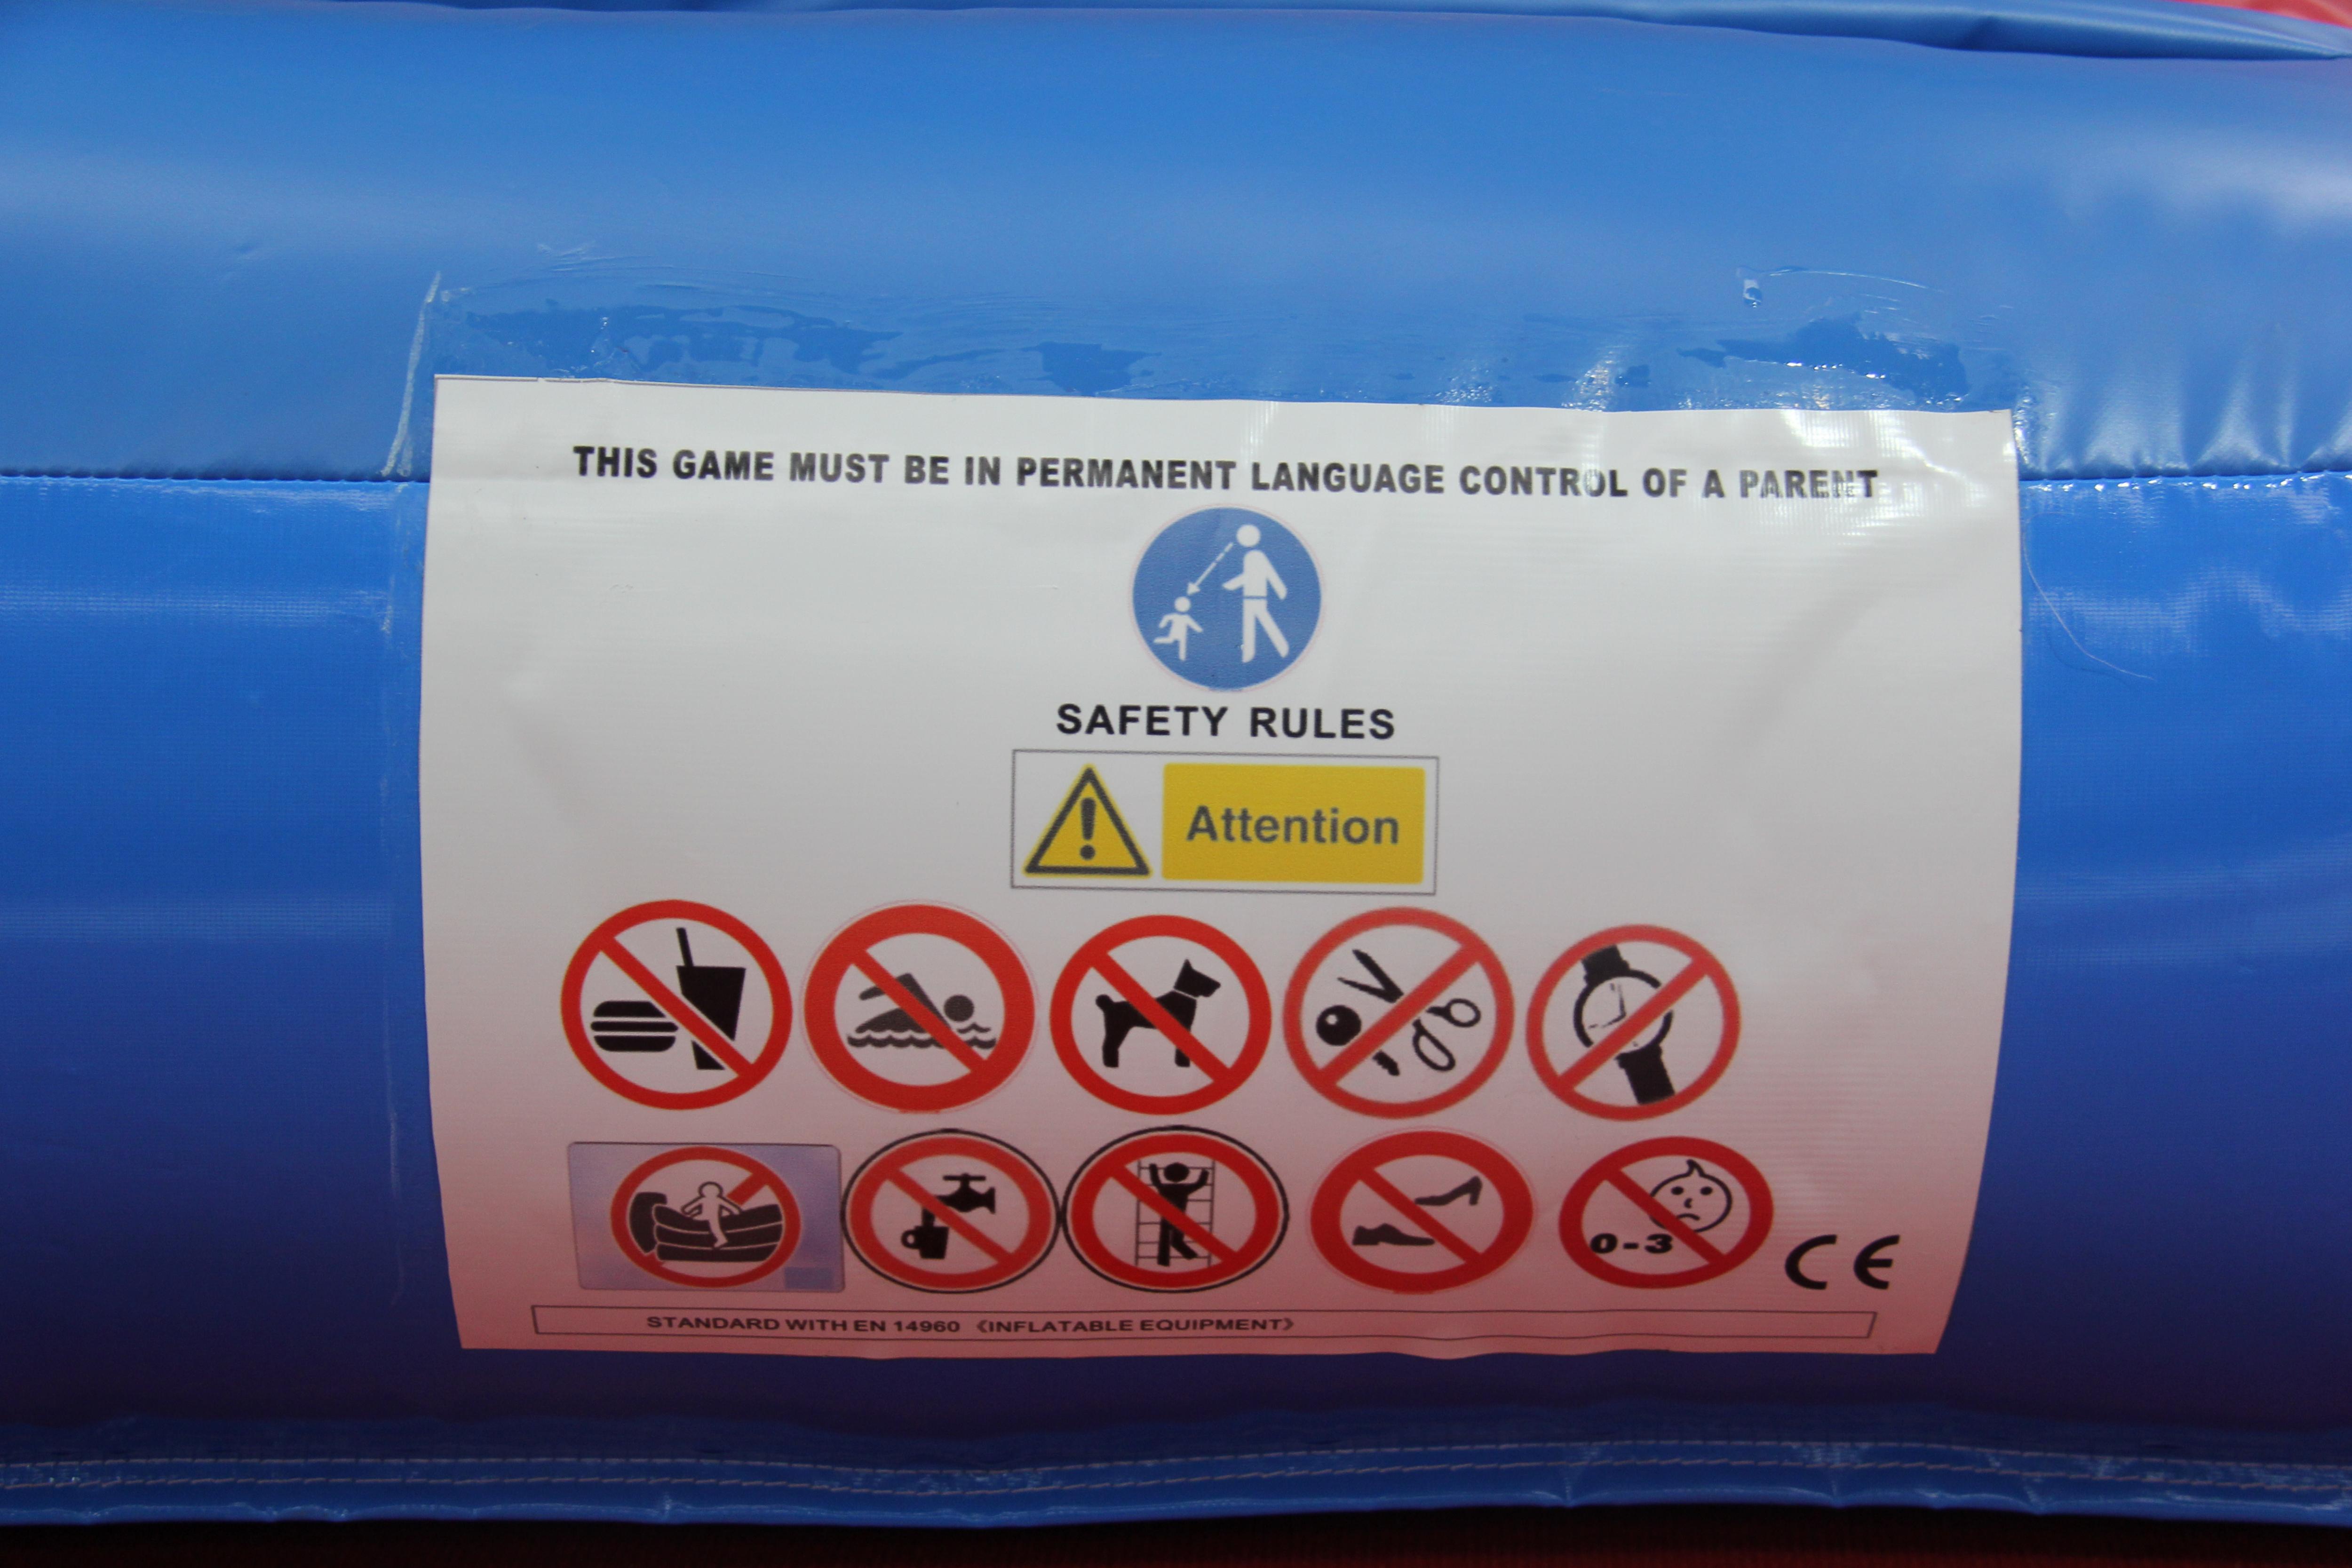 THIS GAME MUST BE IN PERMANENT LANGUAGE CONTROL OF A PARENT
SAFETY RULES
Attention
0-3
CE
STANDARD WITH EN 14960 《INFLATABLE EQUIPMENT》